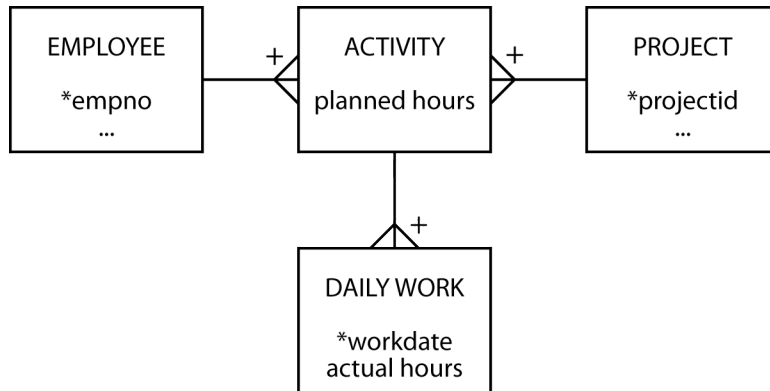 EMPLOYEE
*empno
...
+
ACTIVITY
planned hours
+
PROJECT
*projectid
...
+
DAILY WORK
*workdate
actual hours